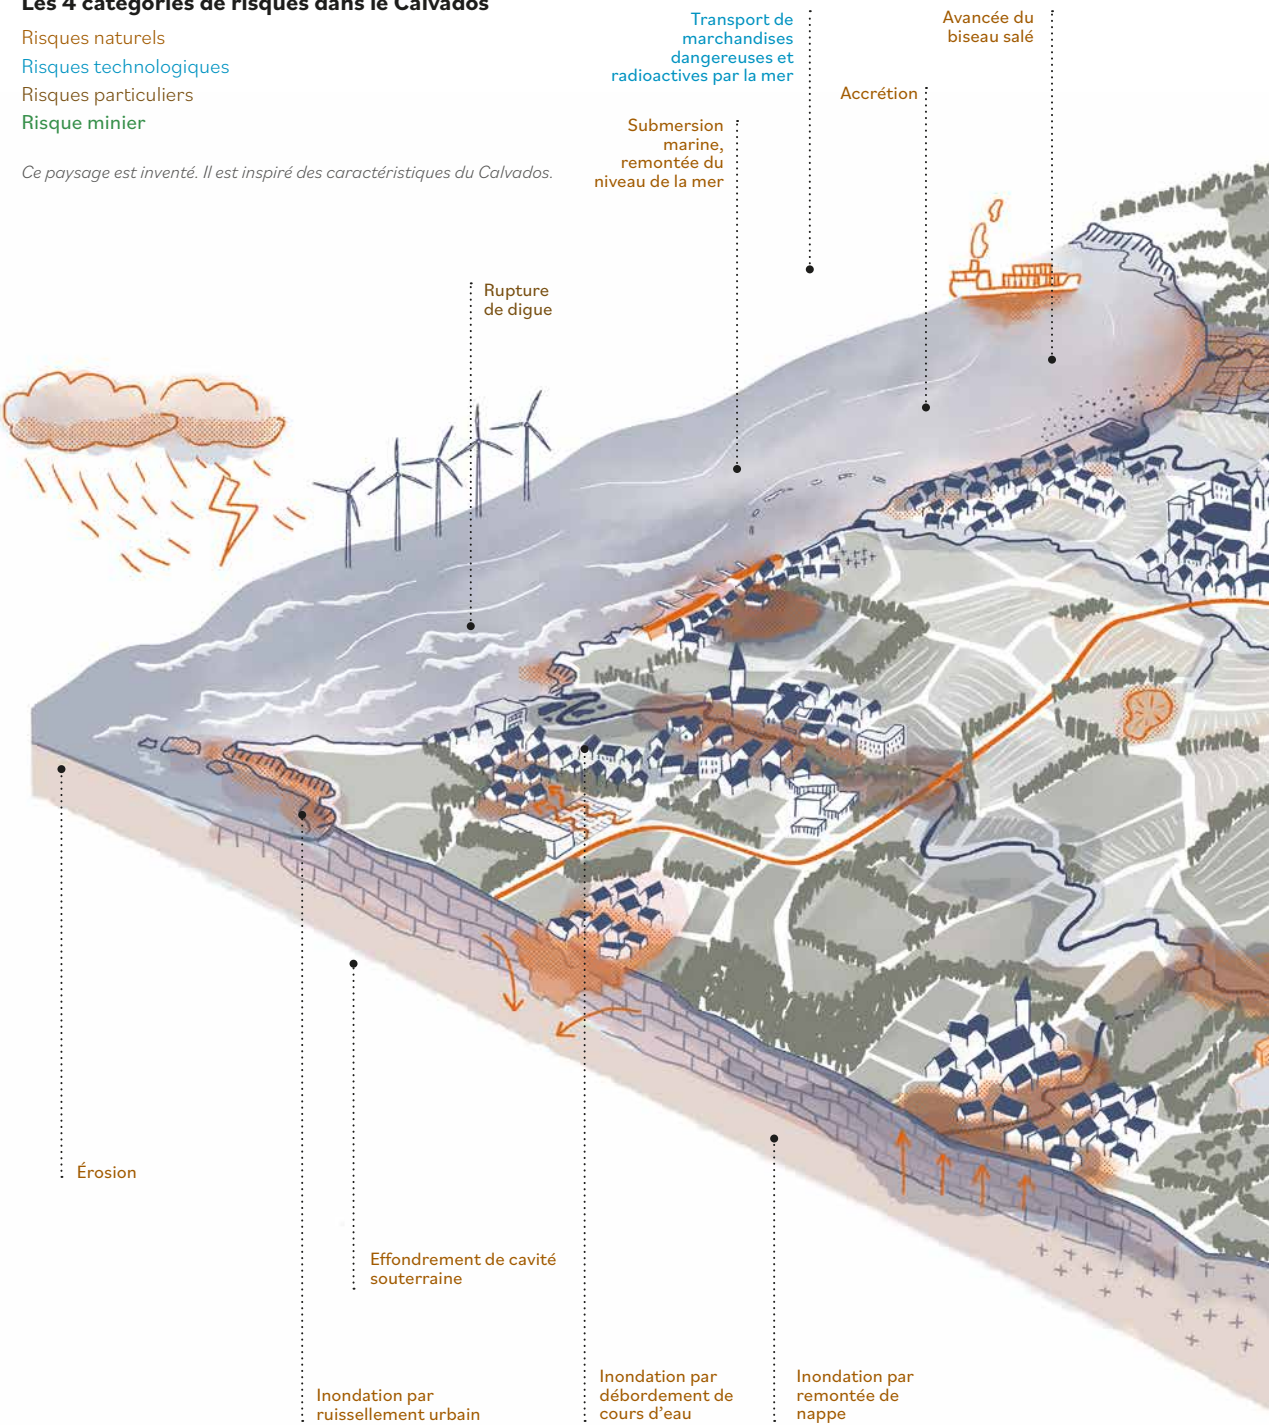 Les 4 catégories de risques dans le Calvados
Risques naturels
Risques technologiques
Risques particuliers
Risque minier
Ce paysage est inventé. Il est inspiré des caractéristiques du Calvados.
Transport de
marchandises
dangereuses et
radioactives par la mer
Avancée du
biseau salé
Accrétion
Submersion
marine,
remontée du
niveau de la mer
Rupture
de digue
Érosion
Effondrement de cavité
souterraine
Inondation par
ruissellement urbain
Inondation par
débordement de
cours d'eau
Inondation par
remontée de
nappe